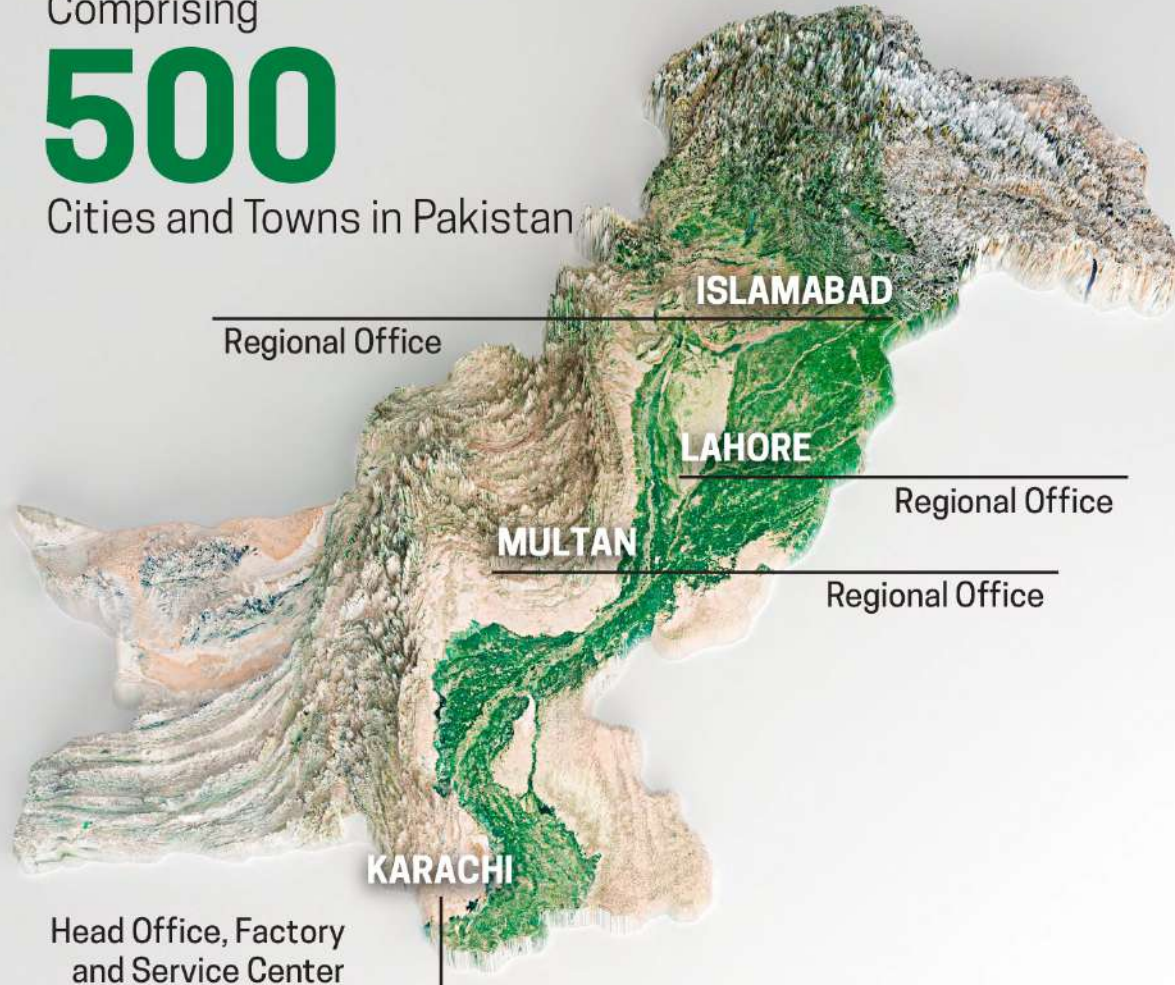 Comprising
500
Cities and Towns in Pakistan
ISLAMABAD
Regional Office
LAHORE
Regional Office
MULTAN
Regional Office
KARACHI
Head Office, Factory
and Service Center